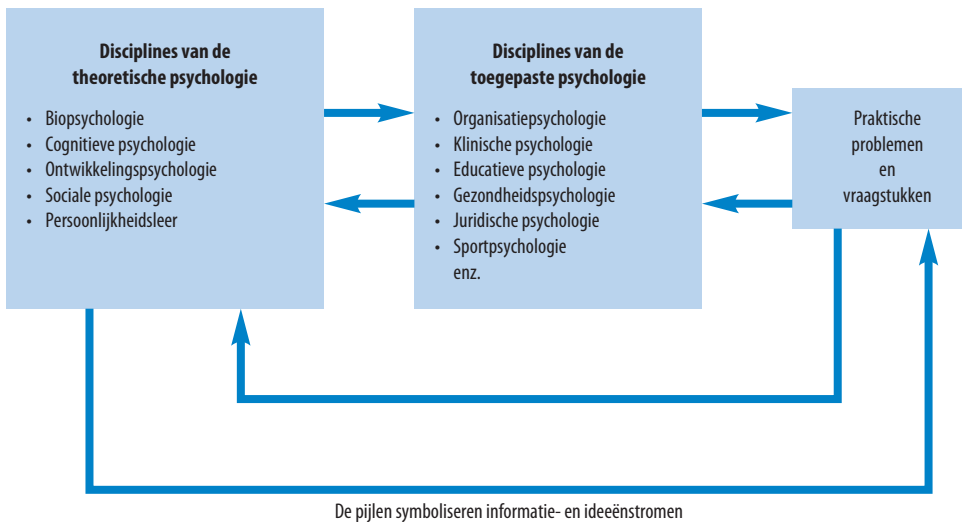 Disciplines van de
theoretische psychologie
• Biopsychologie
• Cognitieve psychologie
• Ontwikkelingspsychologie
• Sociale psychologie
• Persoonlijkheidsleer
Disciplines van de
toegepaste psychologie
• Organisatiepsychologie
• Klinische psychologie
• Educatieve psychologie
• Gezondheidspsychologie
• Juridische psychologie
• Sportpsychologie
enz.
Praktische
problemen
en
vraagstukken
De pijlen symboliseren informatie- en ideeënstromen